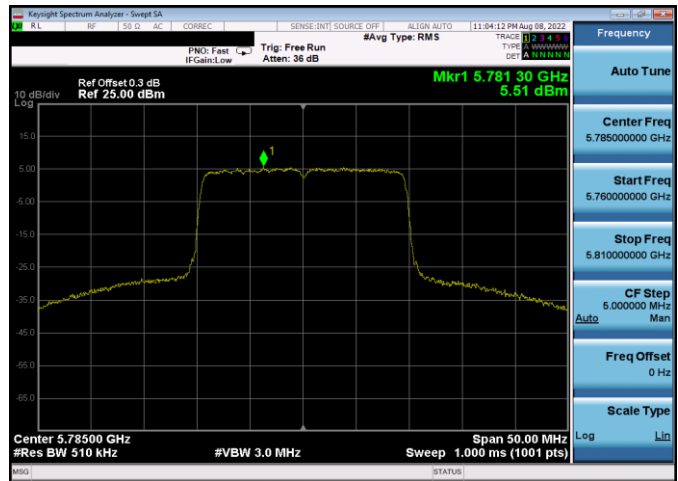 Keysight Spectrum Analyzer - Swept SA
RL RF 50 Ω AC CORREC SENSE:INT SOURCE OFF ALIGN AUTO 11:04:12 PM Aug 08, 2022
#Avg Type: RMS
TRACE 1 2 3 4 5 6
PNO: Fast Trig: Free Run
TYPE A WWWWW
IFGain:Low Atten: 36 dB
DET A N N N N N
Frequency
Auto Tune
Mkr1 5.781 30 GHz
5.51 dBm
Ref Offset 0.3 dB
10 dB/div Ref 25.00 dBm
Log
Center Freq
5.785000000 GHz
15.0
1
5.00
Start Freq
5.760000000 GHz
-5.00
-15.0
Stop Freq
5.810000000 GHz
-25.0
CF Step
5.000000 MHz
Auto Man
-35.0
-45.0
Freq Offset
0 Hz
-55.0
-65.0
Scale Type
Log Lin
Center 5.78500 GHz Span 50.00 MHz
#Res BW 510 kHz #VBW 3.0 MHz Sweep 1.000 ms (1001 pts)
MSG STATUS